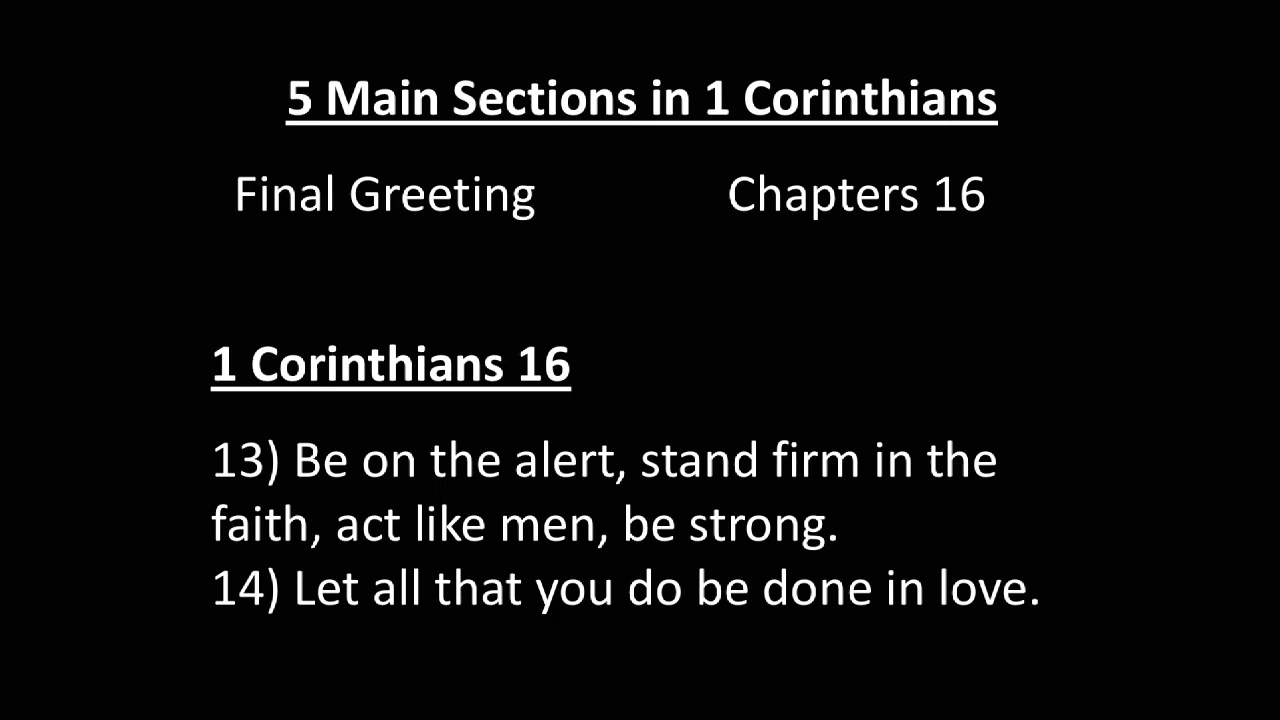 5 Main Sections in 1 Corinthians
Final Greeting Chapters 16
1 Corinthians 16
13) Be on the alert, stand firm in the
faith, act like men, be strong.
14) Let all that you do be done in love.